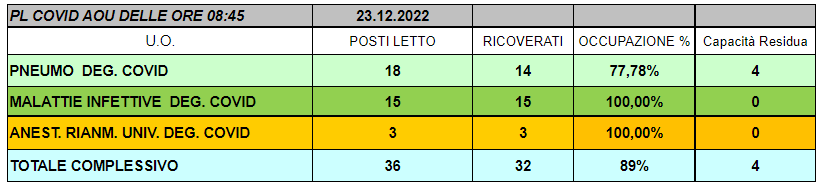 PL COVID AOU DELLE ORE 08:45 23.12.2022
U.O. POSTI LETTO RICOVERATI OCCUPAZIONE % Capacità Residua
PNEUMO DEG. COVID 18 14 77,78% 4
MALATTIE INFETTIVE DEG. COVID 15 15 100,00% 0
ANEST. RIANM. UNIV. DEG. COVID 3 3 100,00% 0
TOTALE COMPLESSIVO 36 32 89% 4